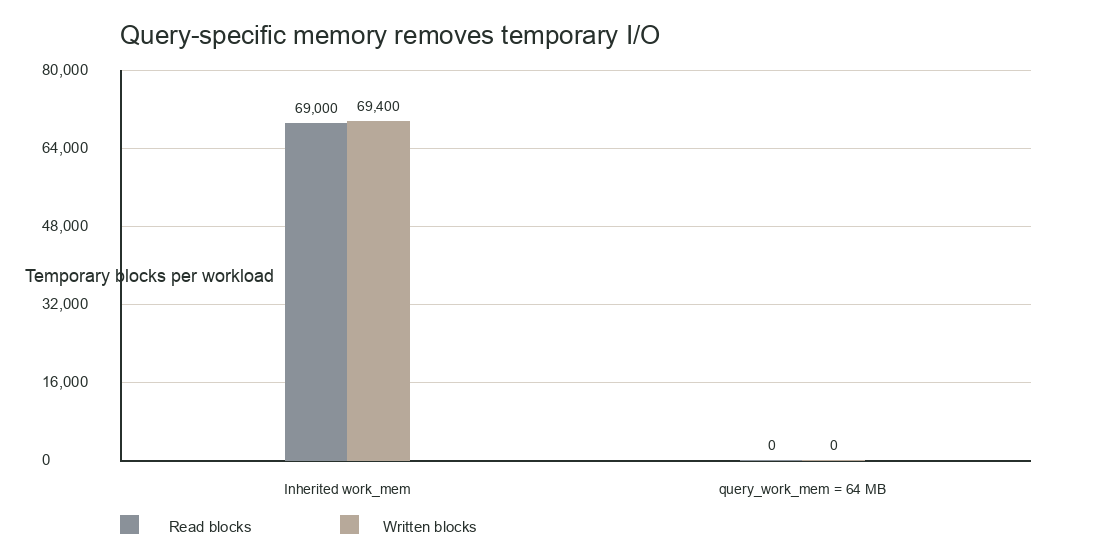 Query-specific memory removes temporary I/O
80,000
69,000
69,400
64,000
48,000
Temporary blocks per workload
32,000
16,000
0
0
0
Inherited work_mem
query_work_mem = 64 MB
Read blocks
Written blocks